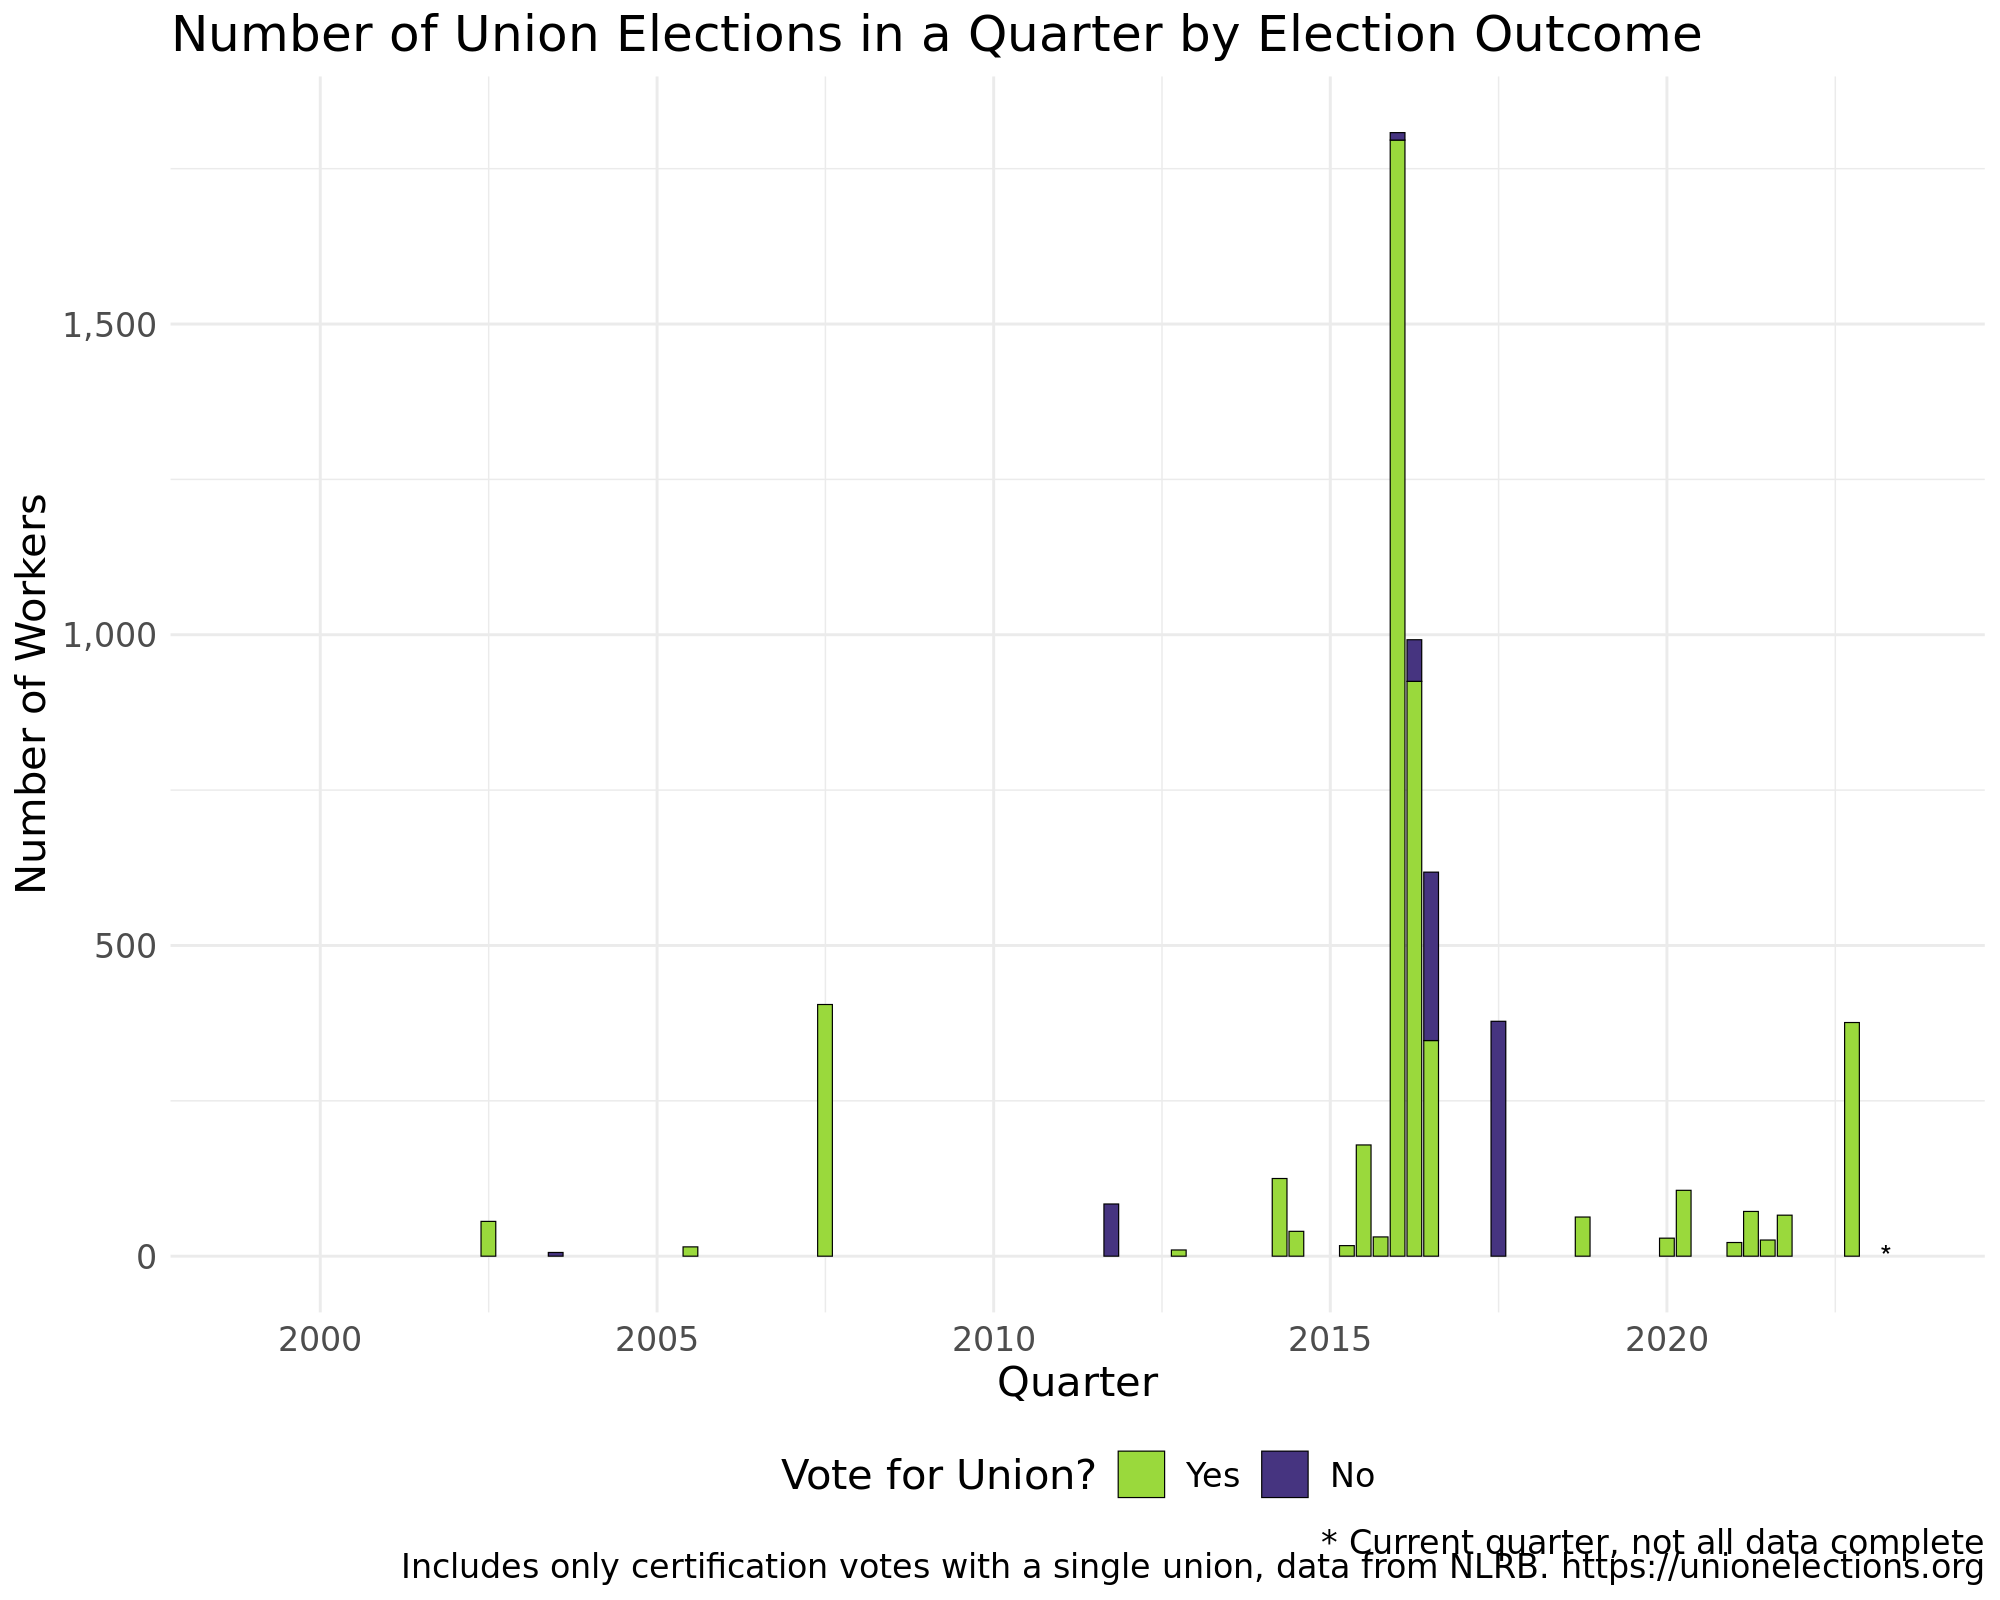 Number of Union Elections in a Quarter by Election Outcome
Number of Workers
1,500
1,000
500
0
*
2000 2005 2010 2015 2020
Quarter
Vote for Union? Yes No
* Current quarter, not all data complete
Includes only certification votes with a single union, data from NLRB. https://unionelections.org